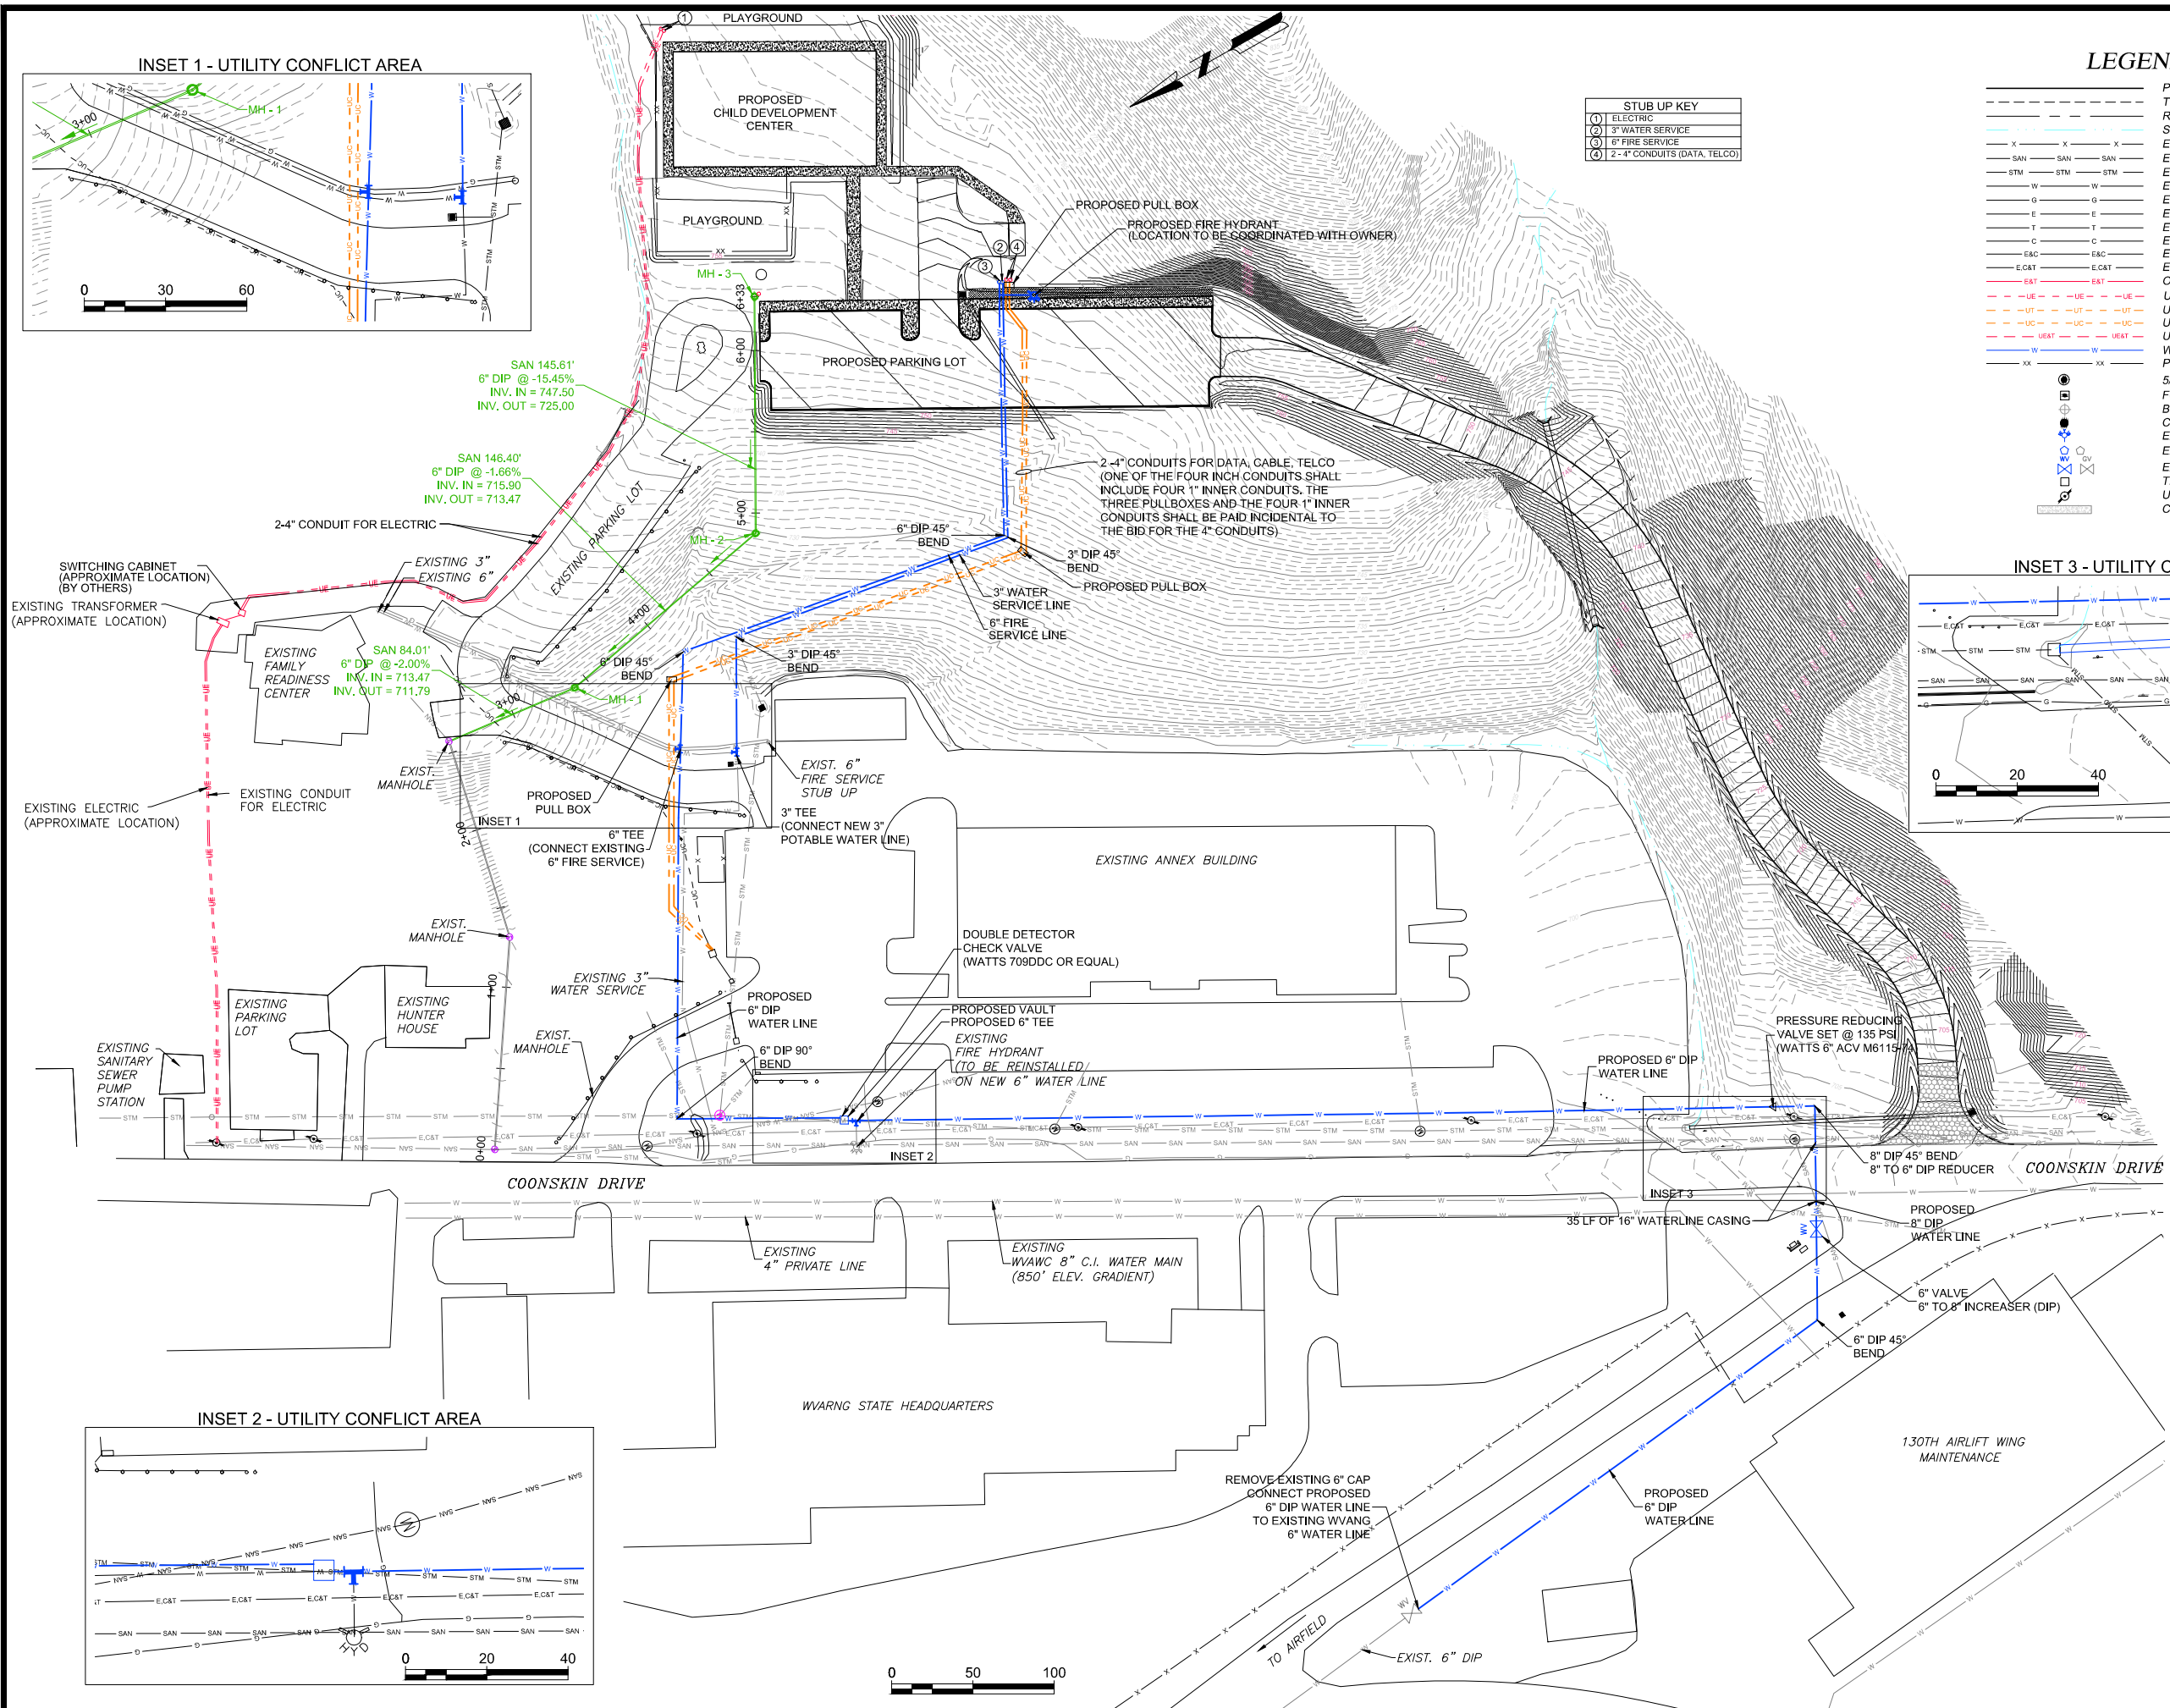 PLAYGROUND
1
INSET 1 - UTILITY CONFLICT AREA
MH - 1
3+00
0 30 60
PROPOSED
CHILD DEVELOPMENT
CENTER
PLAYGROUND
N
STUB UP KEY
1 ELECTRIC
2 3" WATER SERVICE
3 6" FIRE SERVICE
4 2 - 4" CONDUITS (DATA, TELCO)
LEGEN
PROPOSED PULL BOX
PROPOSED FIRE HYDRANT
(LOCATION TO BE COORDINATED WITH OWNER)
2 4
3
MH - 3
6+33
6+00
PROPOSED PARKING LOT
SAN 145.61'
6" DIP @ -15.45%
INV. IN = 747.50
INV. OUT = 725.00
SAN 146.40'
6" DIP @ -1.66%
INV. IN = 715.90
INV. OUT = 713.47
2-4" CONDUIT FOR ELECTRIC
EXISTING PARKING LOT
5+00
MH - 2
4+00
2 -4" CONDUITS FOR DATA, CABLE, TELCO
(ONE OF THE FOUR INCH CONDUITS SHALL
INCLUDE FOUR 1" INNER CONDUITS. THE
THREE PULLBOXES AND THE FOUR 1" INNER
CONDUITS SHALL BE PAID INCIDENTAL TO
THE BID FOR THE 4" CONDUITS)
6" DIP 45°
BEND
3" DIP 45°
BEND
PROPOSED PULL BOX
3" WATER
SERVICE LINE
6" FIRE
SERVICE LINE
SWITCHING CABINET
(APPROXIMATE LOCATION)
(BY OTHERS)
EXISTING 3"
EXISTING 6"
EXISTING TRANSFORMER
(APPROXIMATE LOCATION)
EXISTING
FAMILY
READINESS
CENTER
SAN 84.01'
6" DIP @ -2.00%
INV. IN = 713.47
INV. OUT = 711.79
6" DIP 45°
BEND
3" DIP 45°
BEND
3+00
MH - 1
EXIST.
MANHOLE
EXIST. 6"
FIRE SERVICE
STUB UP
PROPOSED
PULL BOX
INSET 1
2+00
3" TEE
(CONNECT NEW 3"
POTABLE WATER LINE)
6" TEE
(CONNECT EXISTING
6" FIRE SERVICE)
EXISTING ELECTRIC
(APPROXIMATE LOCATION)
EXISTING CONDUIT
FOR ELECTRIC
INSET 3 - UTILITY C
0 20 40
EXISTING ANNEX BUILDING
EXIST.
MANHOLE
DOUBLE DETECTOR
CHECK VALVE
(WATTS 709DDC OR EQUAL)
EXISTING 3"
WATER SERVICE
1+00
EXISTING
PARKING
LOT
EXISTING
HUNTER
HOUSE
PROPOSED
6" DIP
WATER LINE
PROPOSED VAULT
PROPOSED 6" TEE
EXISTING
FIRE HYDRANT
(TO BE REINSTALLED
ON NEW 6" WATER LINE
EXIST.
MANHOLE
6" DIP 90°
BEND
EXISTING
SANITARY
SEWER
PUMP
STATION
PRESSURE REDUCING
VALVE SET @ 135 PSI
(WATTS 6" ACV M6115-74)
PROPOSED 6" DIP
WATER LINE
0+00
INSET 2
8" DIP 45° BEND
8" TO 6" DIP REDUCER
COONSKIN DRIVE
COONSKIN DRIVE
INSET 3
35 LF OF 16" WATERLINE CASING
PROPOSED
8" DIP
WATER LINE
EXISTING
4" PRIVATE LINE
EXISTING
WVAWC 8" C.I. WATER MAIN
(850' ELEV. GRADIENT)
WV
6" VALVE
6" TO 8" INCREASER (DIP)
6" DIP 45°
BEND
WVARNG STATE HEADQUARTERS
INSET 2 - UTILITY CONFLICT AREA
HYD
0 20 40
130TH AIRLIFT WING
MAINTENANCE
REMOVE EXISTING 6" CAP
CONNECT PROPOSED
6" DIP WATER LINE
TO EXISTING WVANG
6" WATER LINE
PROPOSED
6" DIP
WATER LINE
WV
TO AIRFIELD
EXIST. 6" DIP
0 50 100